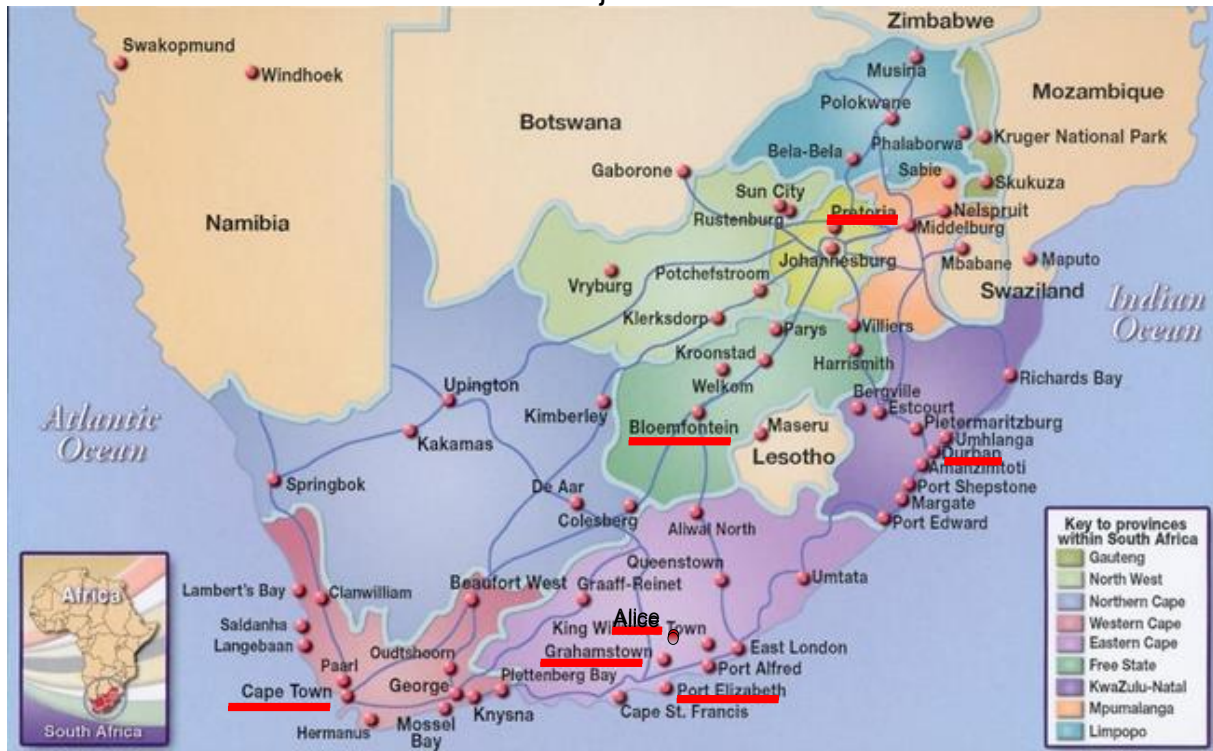 Zimbabwe
Swakopmund
Windhoek
Musina
Mozambique
Polokwane
Botswana
Phalaborwa
Kruger National Park
Bela-Bela
Gaborone
Sabie
Skukuza
Sun City
Namibia
Rustenburg
Pretoria
Nelspruit
Middelburg
Johannesburg
Mbabane
Maputo
Potchefstroom
Vryburg
Swaziland
Indian
Ocean
Klerksdorp
Parys
Villiers
Kroonstad
Harrismith
Welkom
Richards Bay
Upington
Bergville
Estcourt
Kimberley
Atlantic
Ocean
Bloemfontein
Maseru
Pietermaritzburg
Kakamas
Umhlanga
Durban
Lesotho
Amanzimtoti
Springbok
De Aar
Port Shepstone
Margate
Colesberg
Aliwal North
Port Edward
Queenstown
Umtata
Beaufort West
Graaff-Reinet
Lambert's Bay
Clanwilliam
Alice
Saldanha
King Wil
Town
Langebaan
Oudtshoorn
Grahamstown
East London
Paarl
Port Alfred
Plettenberg Bay
George
Cape Town
Port Elizabeth
Knysna
Cape St. Francis
Hermanus
Mossel
Bay
Africa
South Africa
Key to provinces
within South Africa
Gauteng
North West
Northern Cape
Western Cape
Eastern Cape
Free State
KwaZulu-Natal
Mpumalanga
Limpopo